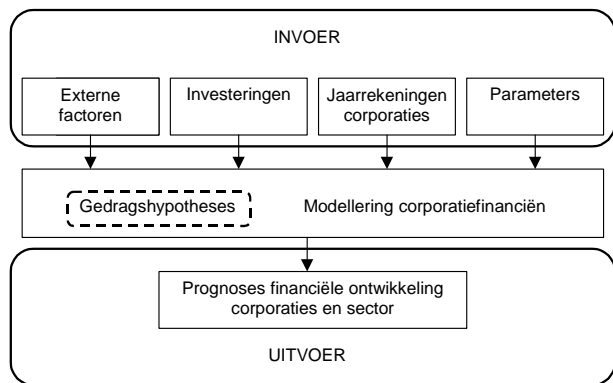 INVOER
Externe
factoren
Investeringen
Jaarrekeningen
corporaties
Parameters
Gedragshypotheses
Modellering corporatiefinanciën
Prognoses financiële ontwikkeling
corporaties en sector
UITVOER